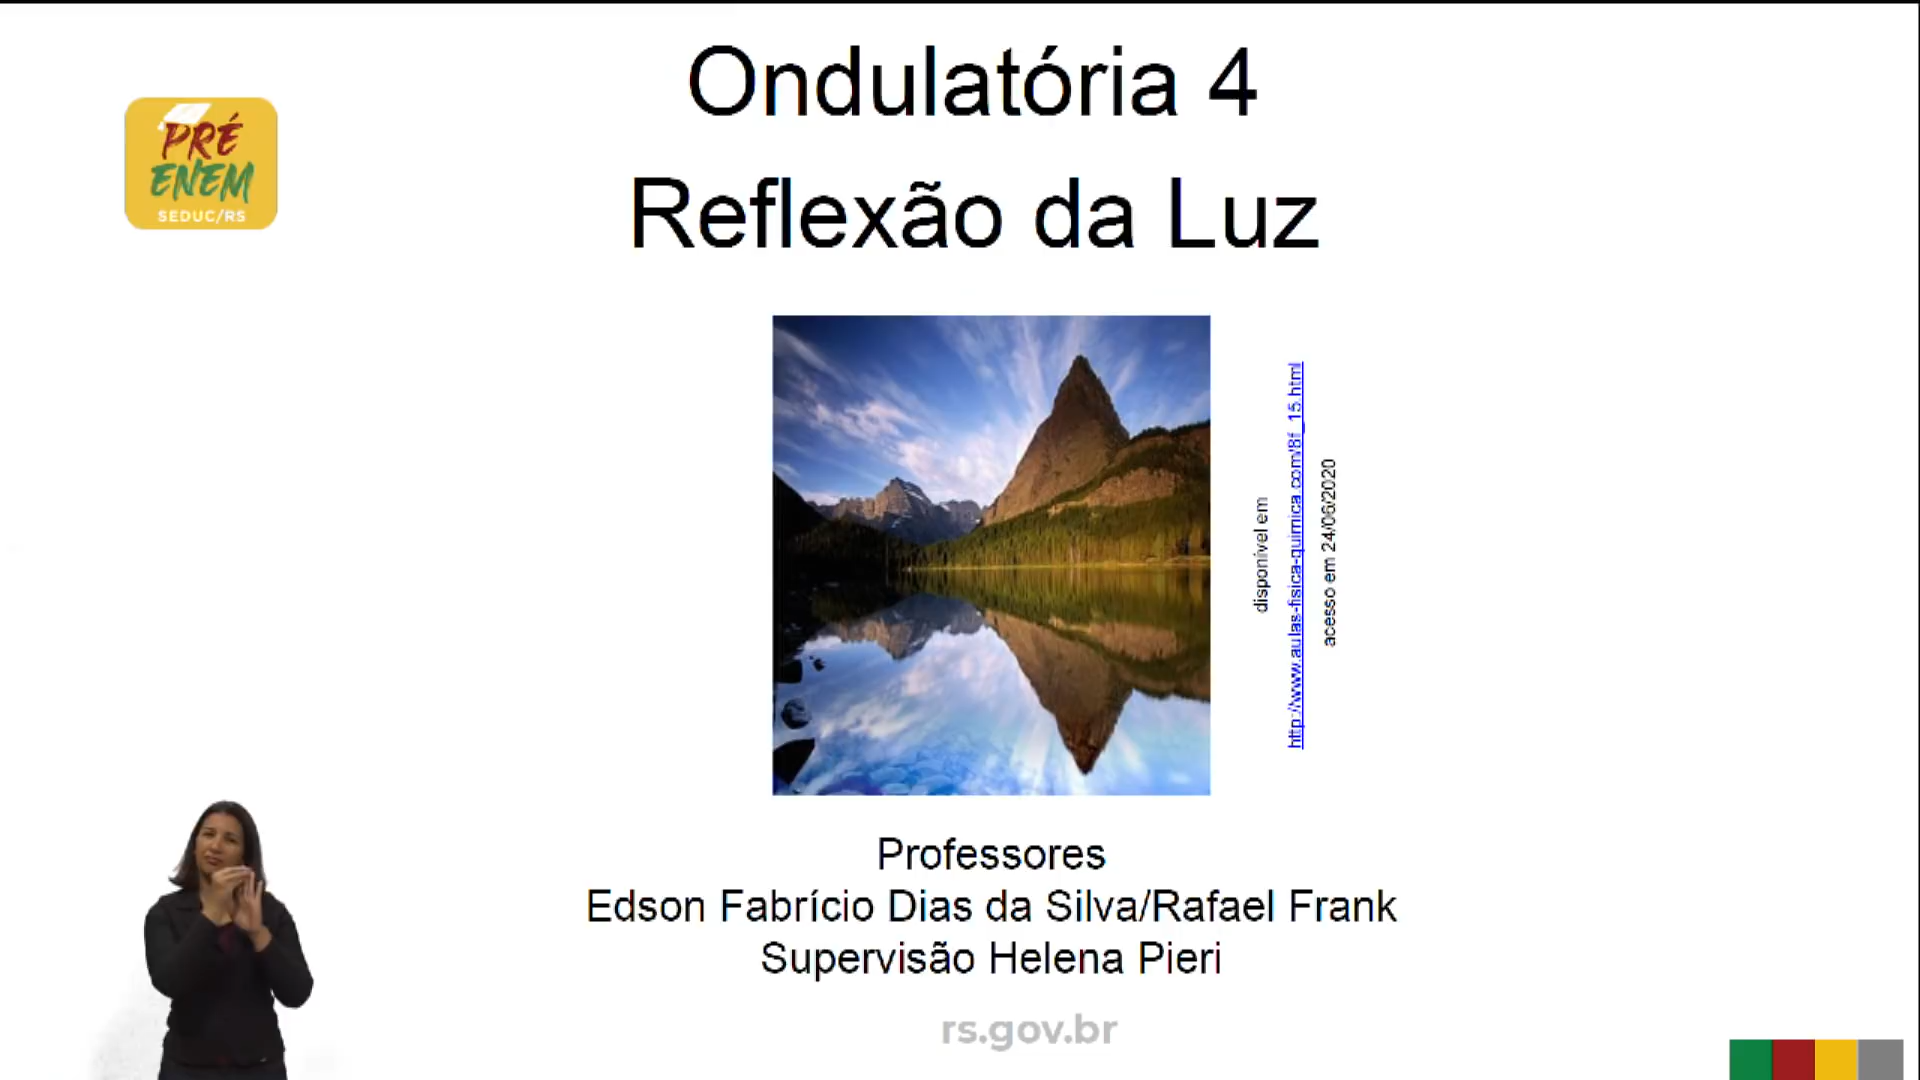 Ondulatória 4
Reflexão da Luz
PRÉ
ENEM
SEDUC/RS
disponível em
http://www.aulas-fisica-quimica.com/8f_15.html
acesso em 24/06/2020
Professores
Edson Fabrício Dias da Silva/Rafael Frank
Supervisão Helena Pieri
rs.gov.br